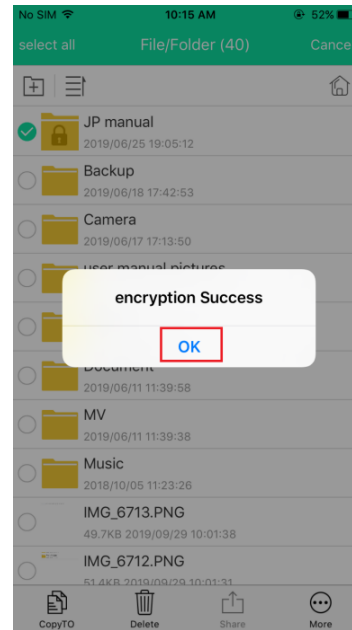 No SIM 10:15 AM 52%
select all File/Folder (40) Cance
JP manual
2019/06/25 19:05:12
Backup
2019/06/18 17:42:53
Camera
2019/06/17 17:13:50
user manual pictures
encryption Success
OK
Document
2019/06/11 11:39:58
MV
2019/06/11 11:39:38
Music
2018/10/05 11:23:26
IMG_6713.PNG
49.7KB 2019/09/29 10:01:38
IMG_6712.PNG
51.4KB 2019/09/29 10:01:31
CopyTO Delete Share More